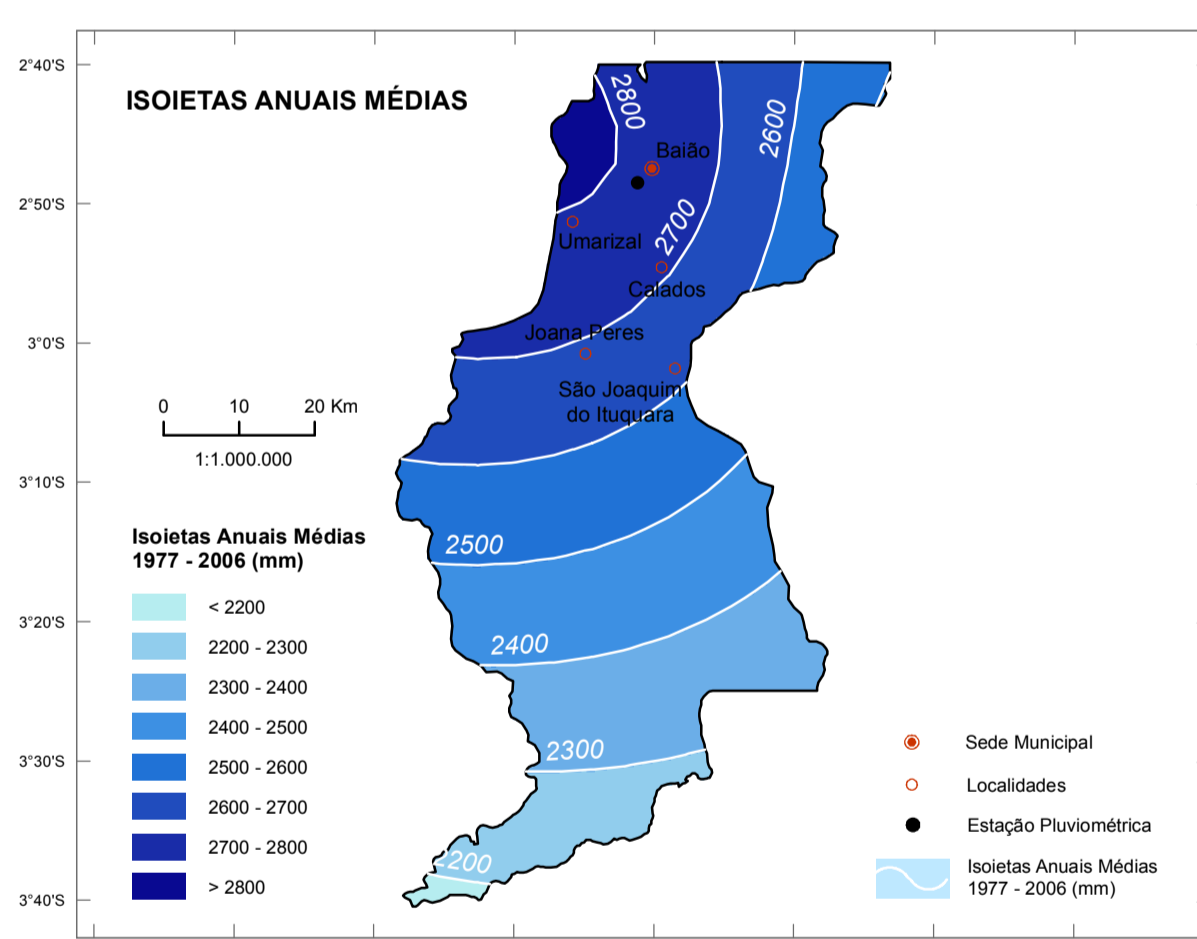 2°40'S
ISOIETAS ANUAIS MÉDIAS
2800
2600
Baião
2°50'S
2700
Umarizal
Calados
3°0'S
Joana Peres
São Joaquim
do Ituquara
0 10 20 Km
1:1.000.000
3°10'S
2500
Isoietas Anuais Médias
1977 - 2006 (mm)
< 2200
2200 - 2300
2300 - 2400
2400 - 2500
2500 - 2600
2600 - 2700
2700 - 2800
> 2800
3°20'S
2400
3°30'S
2300
2200
3°40'S
Sede Municipal
Localidades
Estação Pluviométrica
Isoietas Anuais Médias
1977 - 2006 (mm)